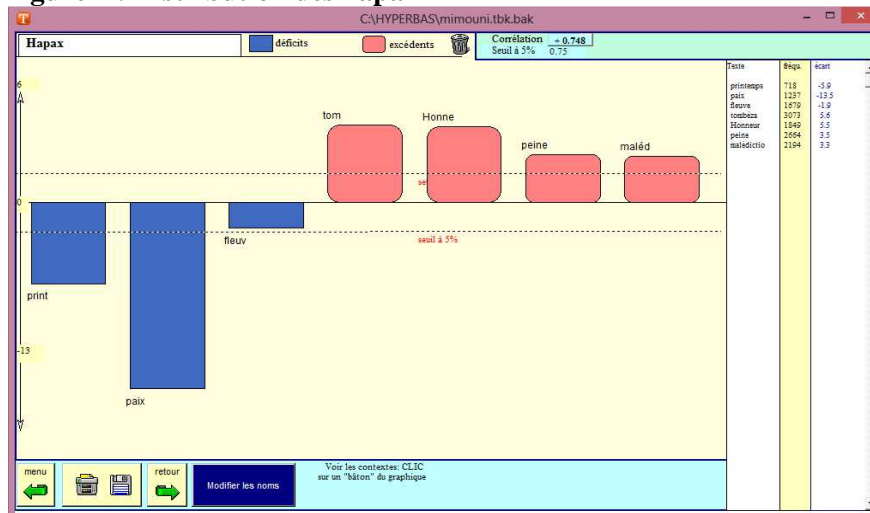 C:\HYPERBAS\mimouni.tbk.bak
Hapax
déficits
excédents
Corrélation + 0.748
Seuil à 5% 0.75
Texte fréqu. écart
printemps 718 -5.9
paix 1237 -13.5
fleuve 1679 -1.9
tombéza 3073 5.6
Honneur 1849 5.5
peine 2664 3.5
malédictio 2194 3.3
6
tom
Honne
peine
maléd
0
fleuv
seuil à 5%
print
-13
paix
menu
retour
Modifier les noms
Voir les contextes: CLIC
sur un "bâton" du graphique